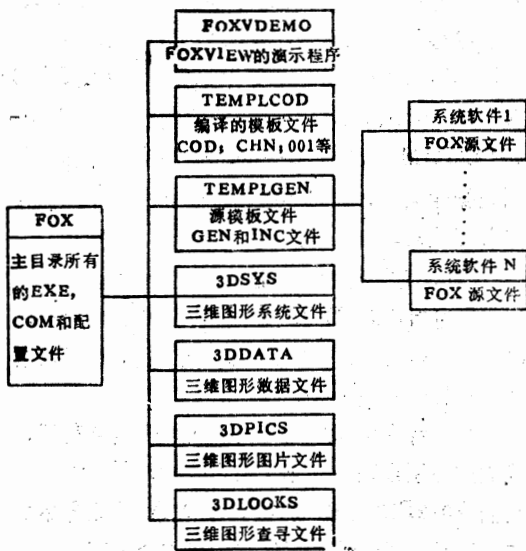 FOX
主目录所有
的EXE,
COM和配
置文件
FOXVDEMO
FOXVIEW的演示程序
TEMPLCOD
编译的模板文件
COD; CHN; 001等
TEMPLGEN
源模板文件
GEN和INC文件
3DSYS
三维图形系统文件
3DDATA
三维图形数据文件
3DPICS
三维图形图片文件
3DLOOKS
三维图形查寻文件
系统软件1
FOX源文件
系统软件 N
FOX 源文件